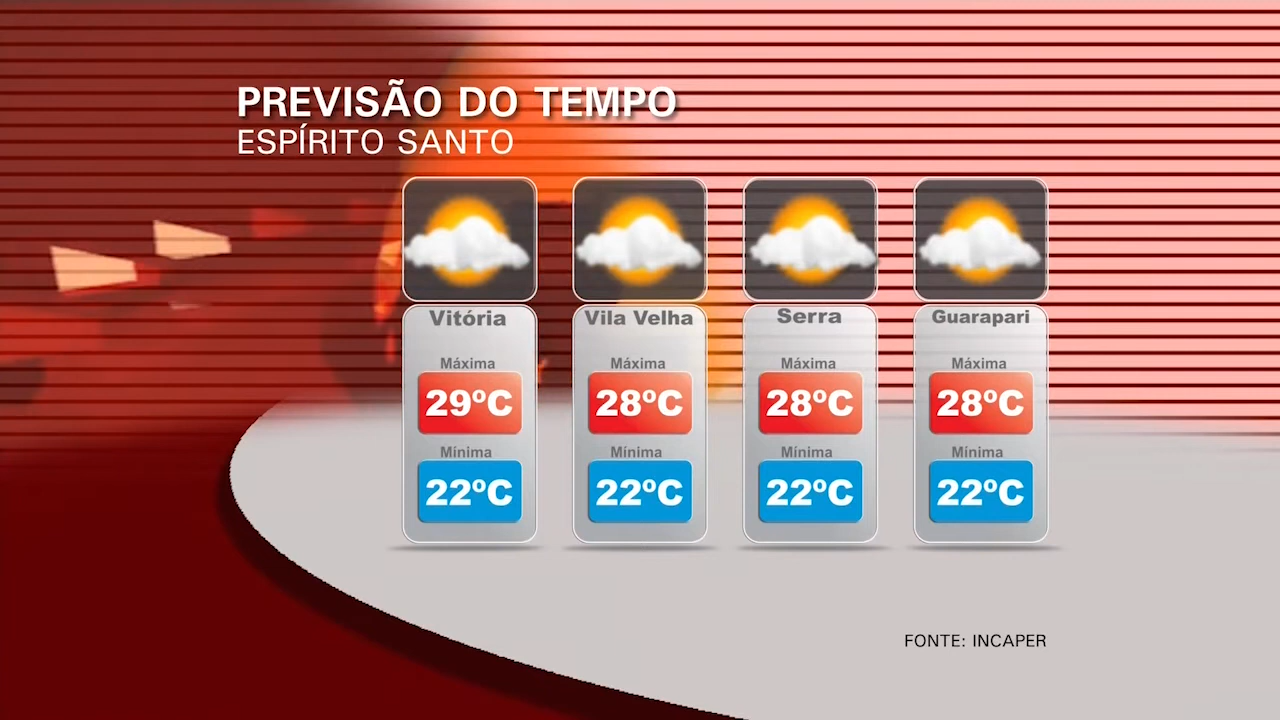 PREVISÃO DO TEMPO
ESPÍRITO SANTO
Vitória
Máxima
29ºC
Mínima
22ºC
Vila Velha
Máxima
28ºC
Mínima
22ºC
Serra
Máxima
28ºC
Mínima
22ºC
Guarapari
Máxima
28ºC
Mínima
22ºC
FONTE: INCAPER